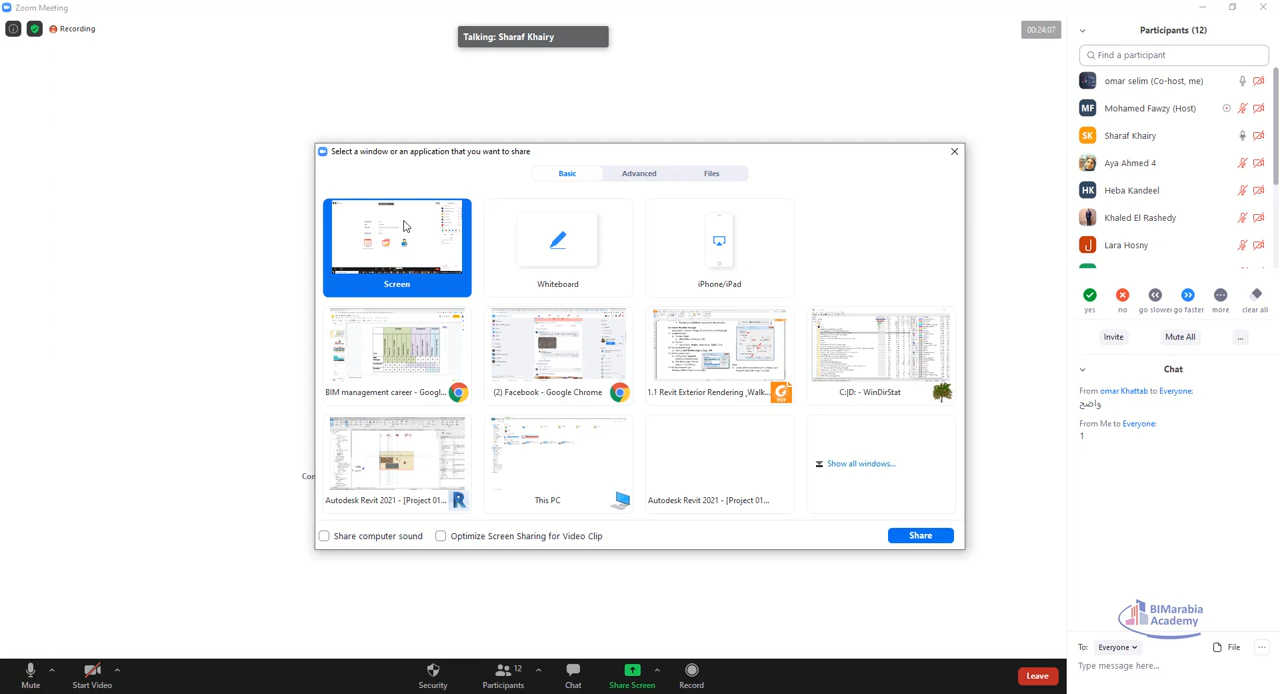 Zoom Meeting
Recording
Talking: Sharaf Khairy
00:24:07
Select a window or an application that you want to share
Basic
Advanced
Files
Screen
Whiteboard
iPhone/iPad
BIM management career - Googl...
(2) Facebook - Google Chrome
1.1 Revit Exterior Rendering ,Walk...
C:|D: - WinDirStat
Autodesk Revit 2021 - [Project 01...
This PC
Autodesk Revit 2021 - [Project 01...
Show all windows...
Share computer sound
Optimize Screen Sharing for Video Clip
Share
Participants (12)
Find a participant
omar selim (Co-host, me)
MF Mohamed Fawzy (Host)
SK Sharaf Khairy
Aya Ahmed 4
HK Heba Kandeel
Khaled El Rashedy
Lara Hosny
yes
no
go slower
go faster
more
clear all
Invite
Mute All
...
Chat
From omar Khattab to Everyone:
واضح
From Me to Everyone:
1
BIMarabia
Academy
To: Everyone
File
Type message here...
Mute
Start Video
Security
Participants 12
Chat
Share Screen
Record
Leave